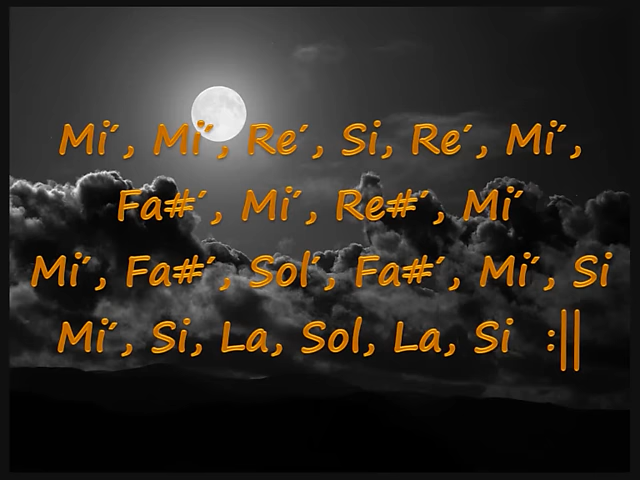 Mi´, Mi´, Re´, Si, Re´, Mi´,
Fa#´, Mi´, Re#´, Mi´
Mi´, Fa#´, Sol´, Fa#´, Mi´, Si
Mi´, Si, La, Sol, La, Si :||